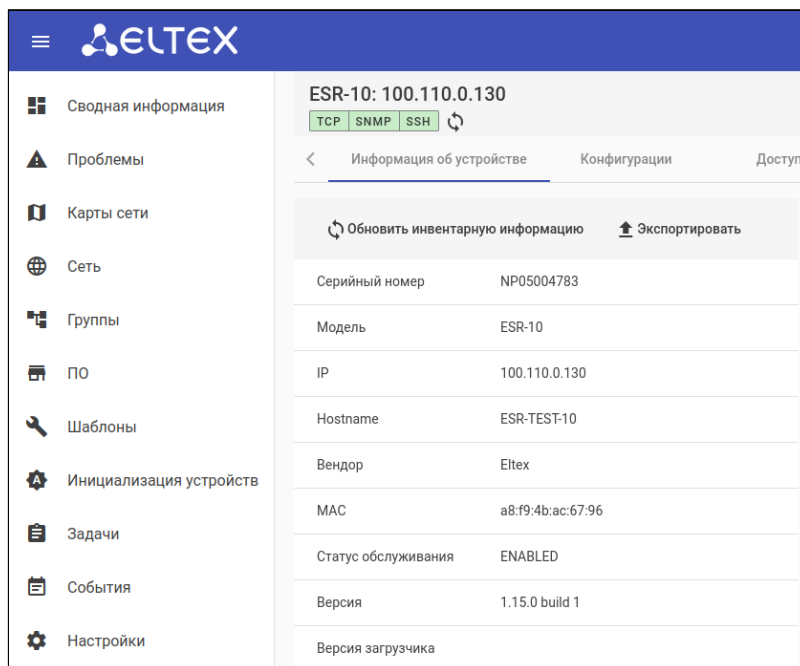 ELTEX
Сводная информация
Проблемы
Карты сети
Сеть
Группы
ПО
Шаблоны
Инициализация устройств
Задачи
События
Настройки
ESR-10: 100.110.0.130
TCP SNMP SSH
Информация об устройстве Конфигурации Доступ
Обновить инвентарную информацию Экспортировать
Серийный номер NP05004783
Модель ESR-10
IP 100.110.0.130
Hostname ESR-TEST-10
Вендор Eltex
MAC a8:f9:4b:ac:67:96
Статус обслуживания ENABLED
Версия 1.15.0 build 1
Версия загрузчика